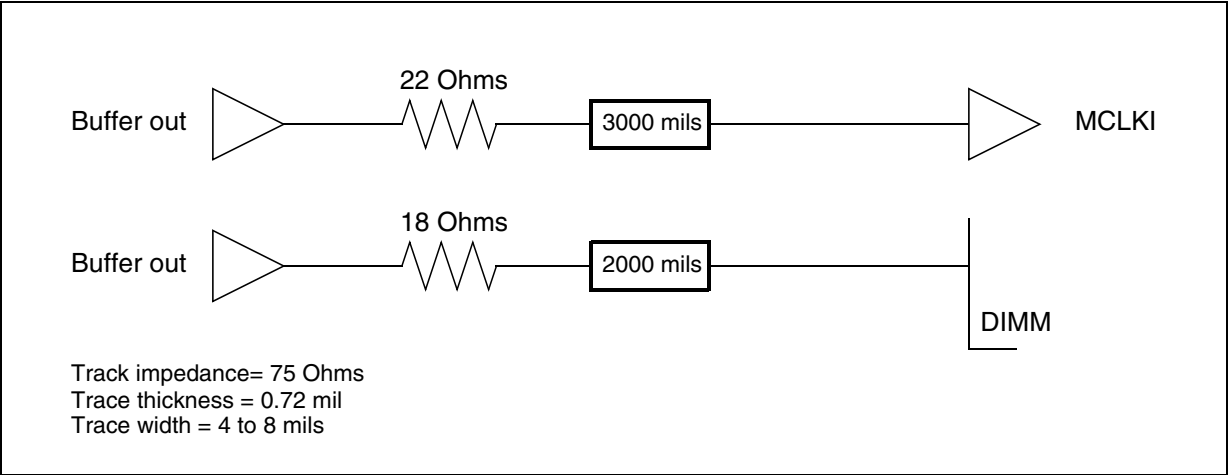 22 Ohms
Buffer out
3000 mils
MCLKI
18 Ohms
Buffer out
2000 mils
DIMM
Track impedance= 75 Ohms
Trace thickness = 0.72 mil
Trace width = 4 to 8 mils